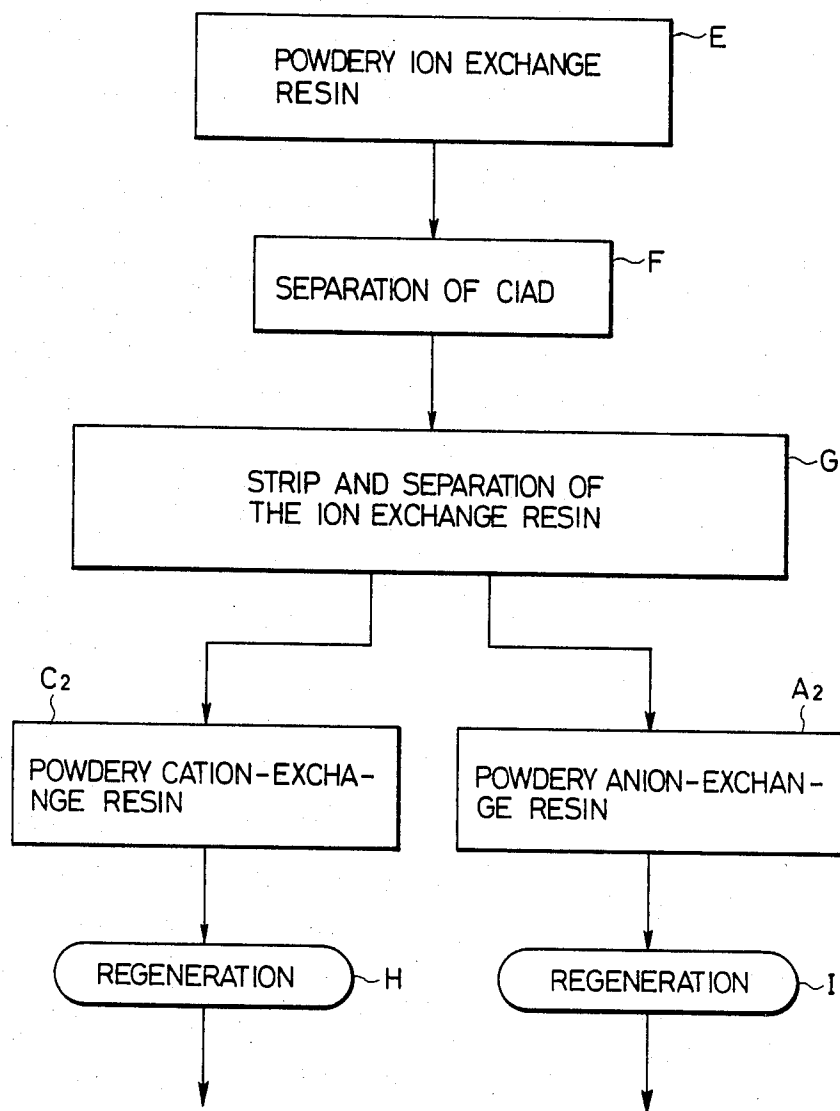 E
POWDERY ION EXCHANGE
RESIN
F
SEPARATION OF CIAD
G
STRIP AND SEPARATION OF
THE ION EXCHANGE RESIN
C2
A2
POWDERY CATION-EXCHA-
NGE RESIN
POWDERY ANION-EXCHAN-
GE RESIN
REGENERATION
H
REGENERATION
I